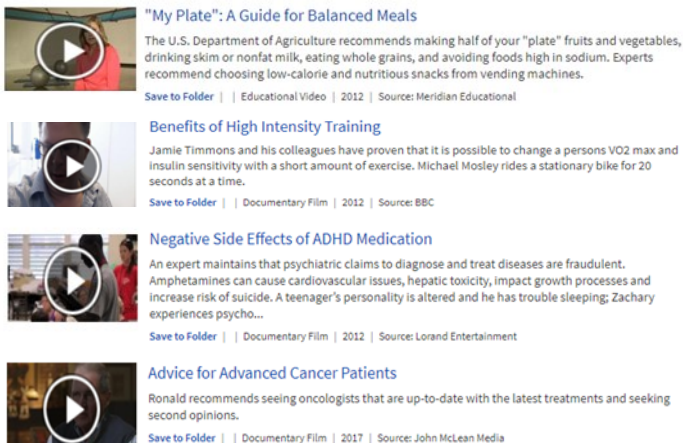 "My Plate": A Guide for Balanced Meals
The U.S. Department of Agriculture recommends making half of your "plate" fruits and vegetables,
drinking skim or nonfat milk, eating whole grains, and avoiding foods high in sodium. Experts
recommend choosing low-calorie and nutritious snacks from vending machines.
Save to Folder | | Educational Video | 2012 | Source: Meridian Educational
Benefits of High Intensity Training
Jamie Timmons and his colleagues have proven that it is possible to change a persons VO2 max and
insulin sensitivity with a short amount of exercise. Michael Mosley rides a stationary bike for 20
seconds at a time.
Save to Folder | | Documentary Film | 2012 | Source: BBC
Negative Side Effects of ADHD Medication
An expert maintains that psychiatric claims to diagnose and treat diseases are fraudulent.
Amphetamines can cause cardiovascular issues, hepatic toxicity, impact growth processes and
increase risk of suicide. A teenager's personality is altered and he has trouble sleeping; Zachary
experiences psycho...
Save to Folder | | Documentary Film | 2012 | Source: Lorand Entertainment
Advice for Advanced Cancer Patients
Ronald recommends seeing oncologists that are up-to-date with the latest treatments and seeking
second opinions.
Save to Folder | | Documentary Film | 2017 | Source: John McLean Media